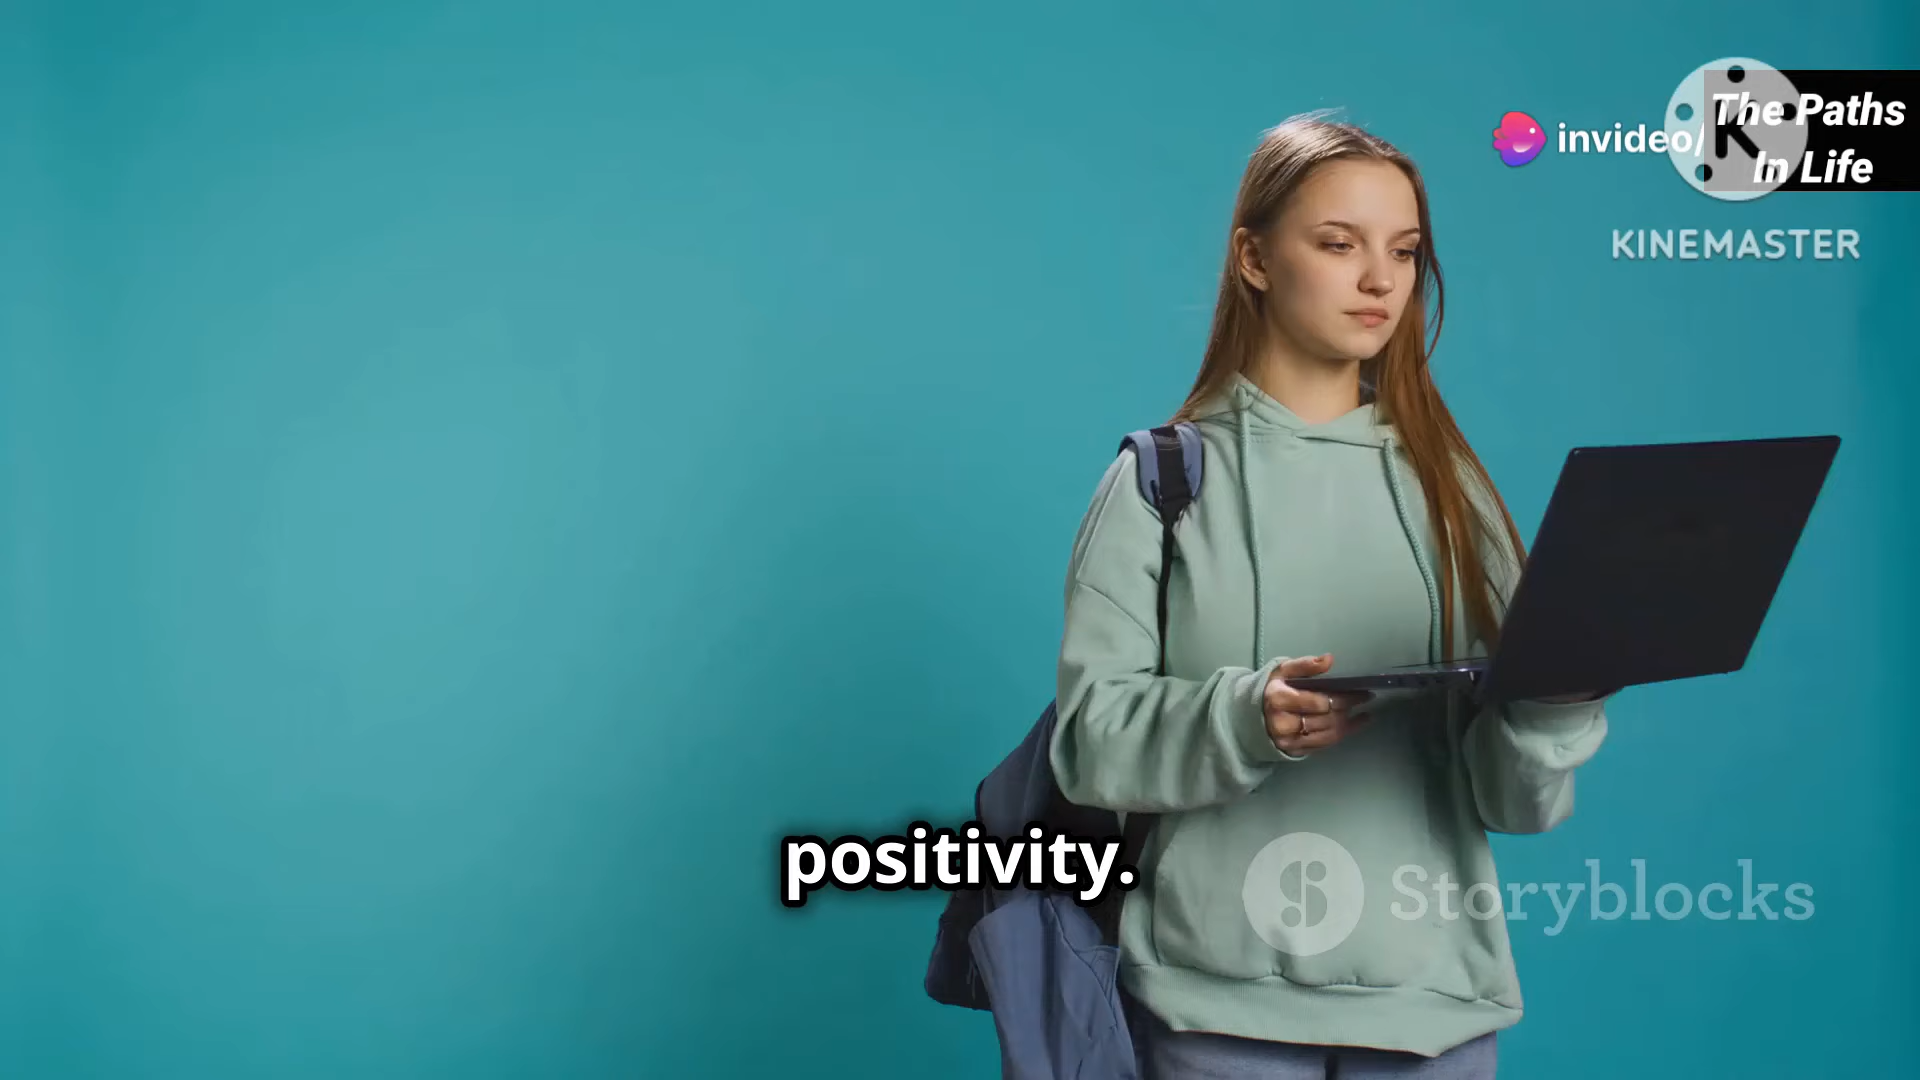 The Paths
In Life
invideo/
K
KINEMASTER
positivity.
Storyblocks